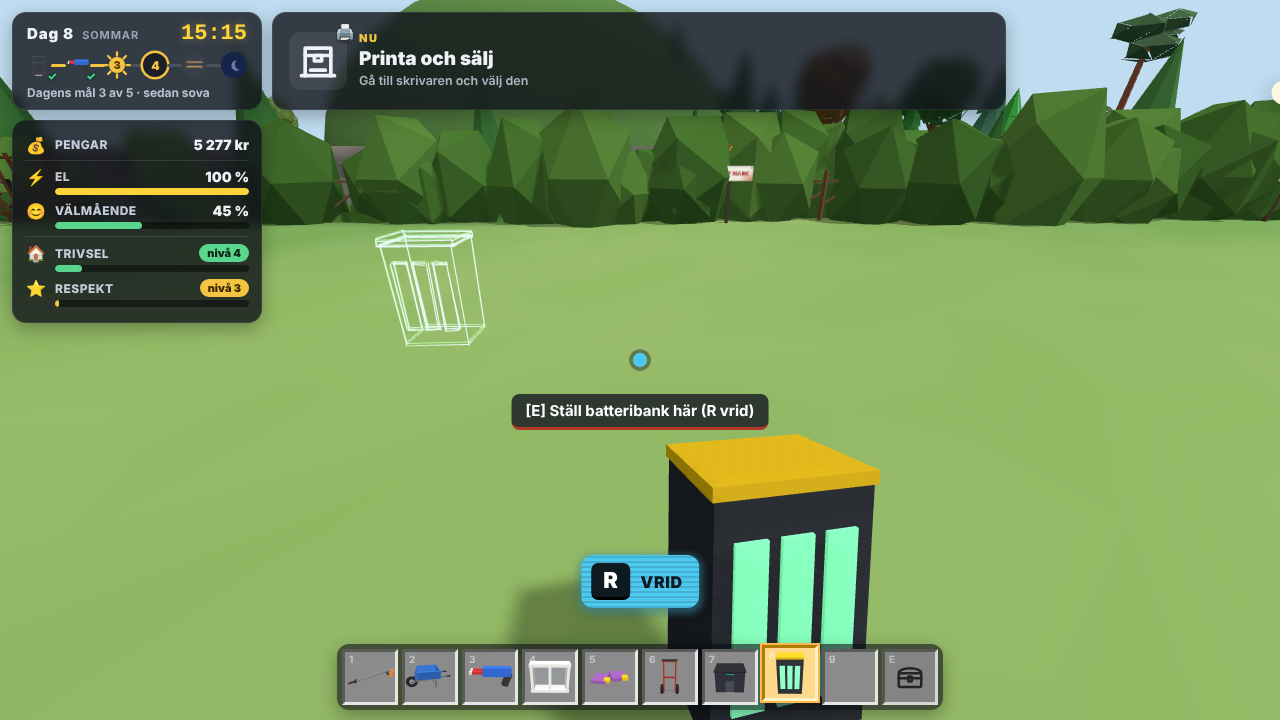 Dag 8 SOMMAR 15:15
3 4
Dagens mål 3 av 5 · sedan sova
NU
Printa och sälj
Gå till skrivaren och välj den
PENGAR 5 277 kr
EL 100 %
VÄLMÅENDE 45 %
TRIVSEL nivå 4
RESPEKT nivå 3
MARK
[E] Ställ batteribank här (R vrid)
R VRID
1 2 3 4 5 6 7 8 9 E